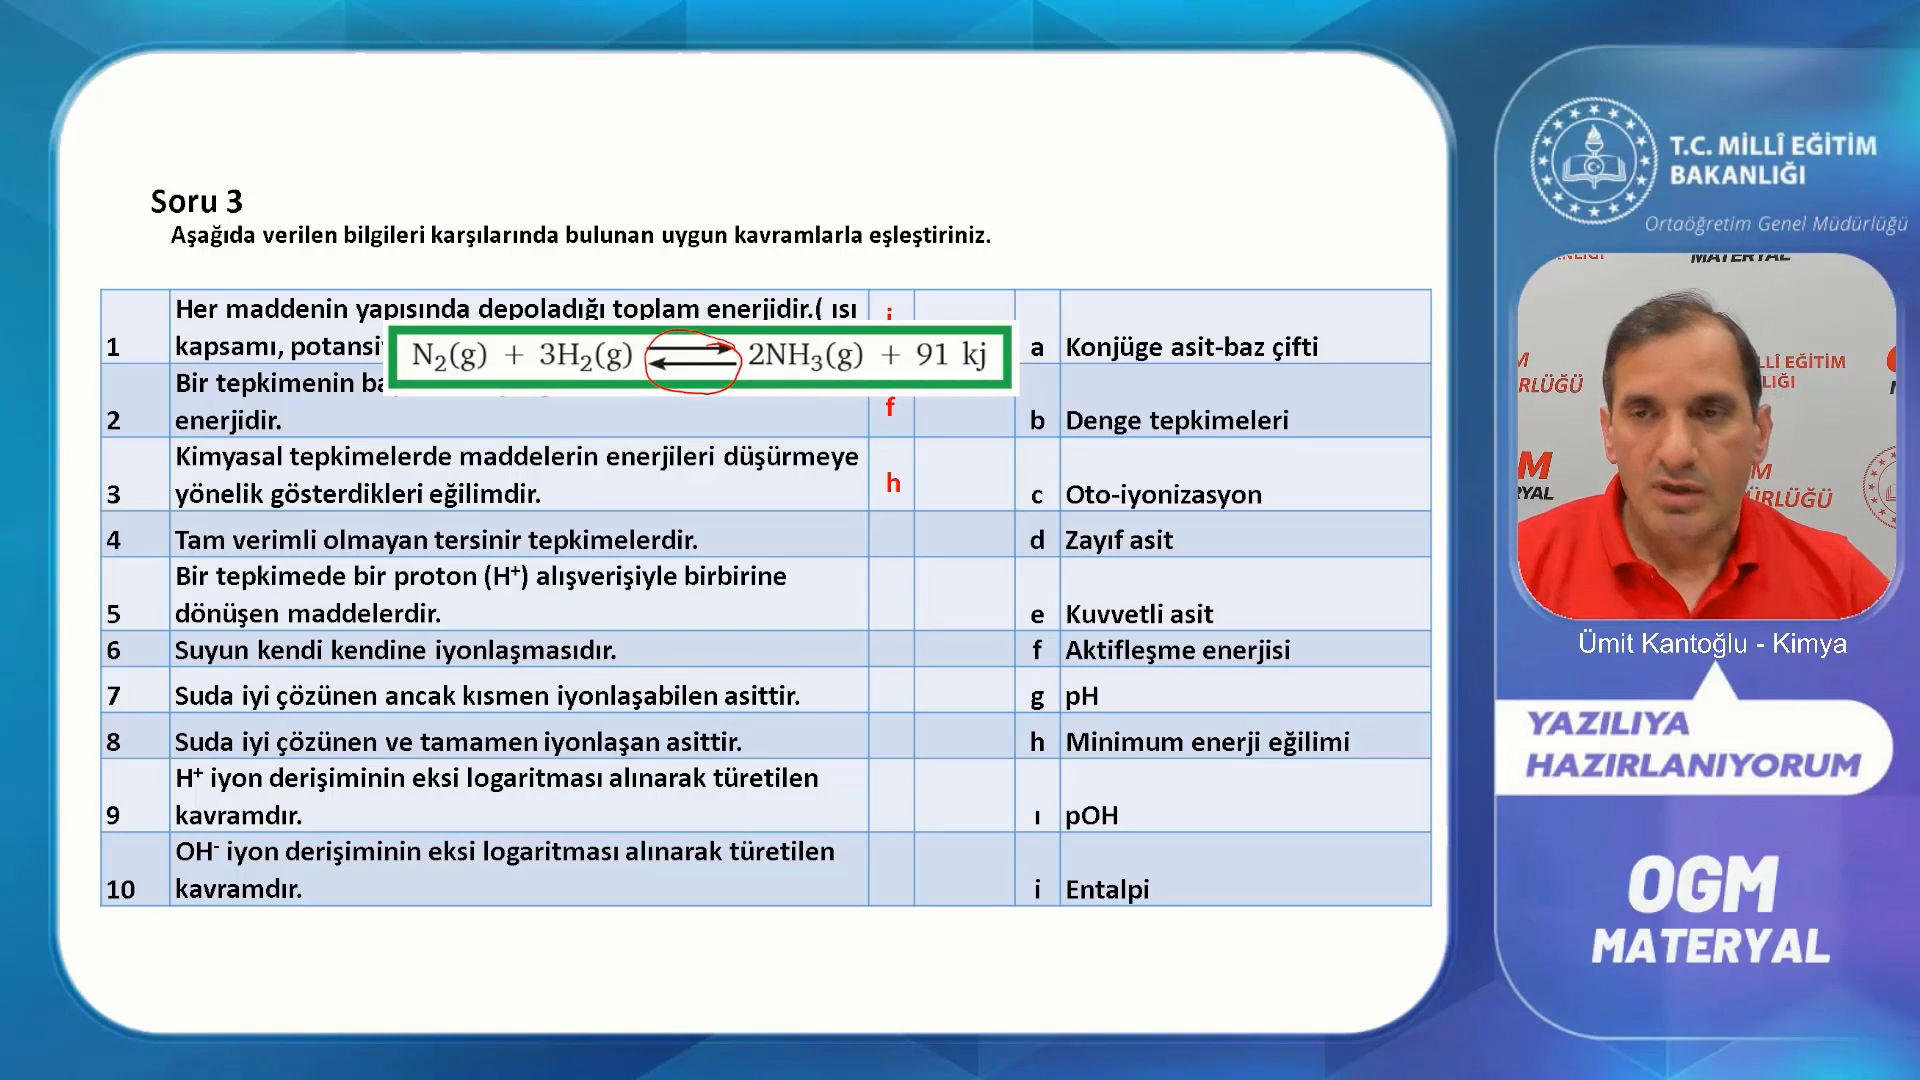 Soru 3
Aşağıda verilen bilgileri karşılarında bulunan uygun kavramlarla eşleştiriniz.
1 Her maddenin yapısında depoladığı toplam enerjidir.( ısı
kapsamı, i a Konjüge asit-baz çifti
N₂(g) + 3H₂(g) ⇌ 2NH₃(g) + 91 kj
2 Bir tepkimenin
enerjidir. f b Denge tepkimeleri
3 Kimyasal tepkimelerde maddelerin enerjileri düşürmeye
yönelik gösterdikleri eğilimdir. h c Oto-iyonizasyon
4 Tam verimli olmayan tersinir tepkimelerdir. d Zayıf asit
5 Bir tepkimede bir proton (H⁺) alışverişiyle birbirine
dönüşen maddelerdir. e Kuvvetli asit
6 Suyun kendi kendine iyonlaşmasıdır. f Aktifleşme enerjisi
7 Suda iyi çözünen ancak kısmen iyonlaşabilen asittir. g pH
8 Suda iyi çözünen ve tamamen iyonlaşan asittir. h Minimum enerji eğilimi
9 H⁺ iyon derişiminin eksi logaritması alınarak türetilen
kavramdır. ı pOH
10 OH⁻ iyon derişiminin eksi logaritması alınarak türetilen
kavramdır. i Entalpi
T.C. MİLLÎ EĞİTİM
BAKANLIĞI
Ortaöğretim Genel Müdürlüğü
MATERYAL
Ümit Kantoğlu - Kimya
YAZILIYA
HAZIRLANIYORUM
OGM
MATERYAL